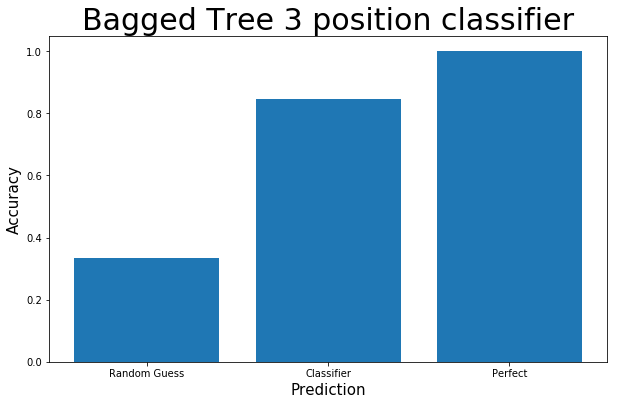 Bagged Tree 3 position classifier
Accuracy
1.0
0.8
0.6
0.4
0.2
0.0
Random Guess
Classifier
Perfect
Prediction